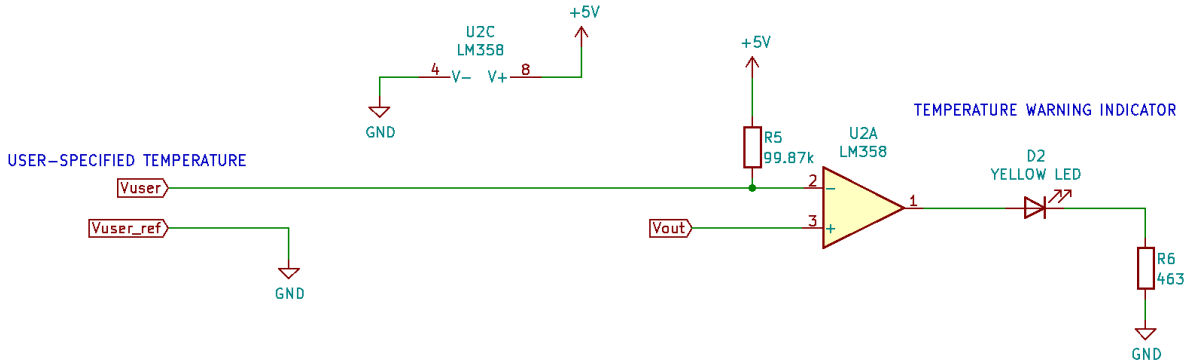 +5V
U2C
LM358
4 V- V+ 8
GND
+5V
TEMPERATURE WARNING INDICATOR
R5
99.87k
U2A
LM358
USER-SPECIFIED TEMPERATURE
D2
YELLOW LED
Vuser
2
-
1
Vuser_ref
Vout
3
+
GND
R6
463
GND